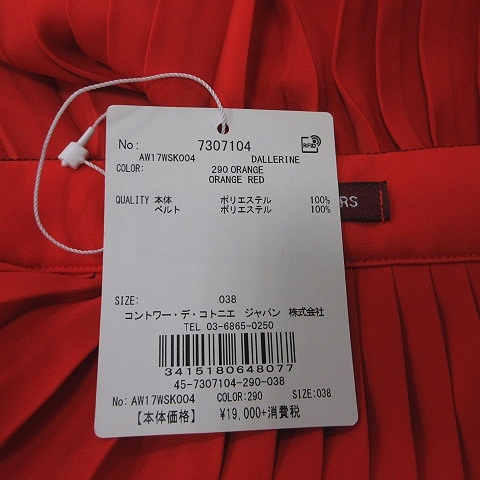 No: 7307104
RFID
AW17WSK004 DALLERINE
COLOR: 290 ORANGE
ORANGE RED
QUALITY 本体 ポリエステル 100%
ベルト ポリエステル 100%
RS
SIZE: 038
コントワー・デ・コトニエ ジャパン 株式会社
TEL 03-6865-0250
3415180648077
45-7307104-290-038
No: AW17WSK004 COLOR:290 SIZE:038
【本体価格】 ¥19,000+消費税